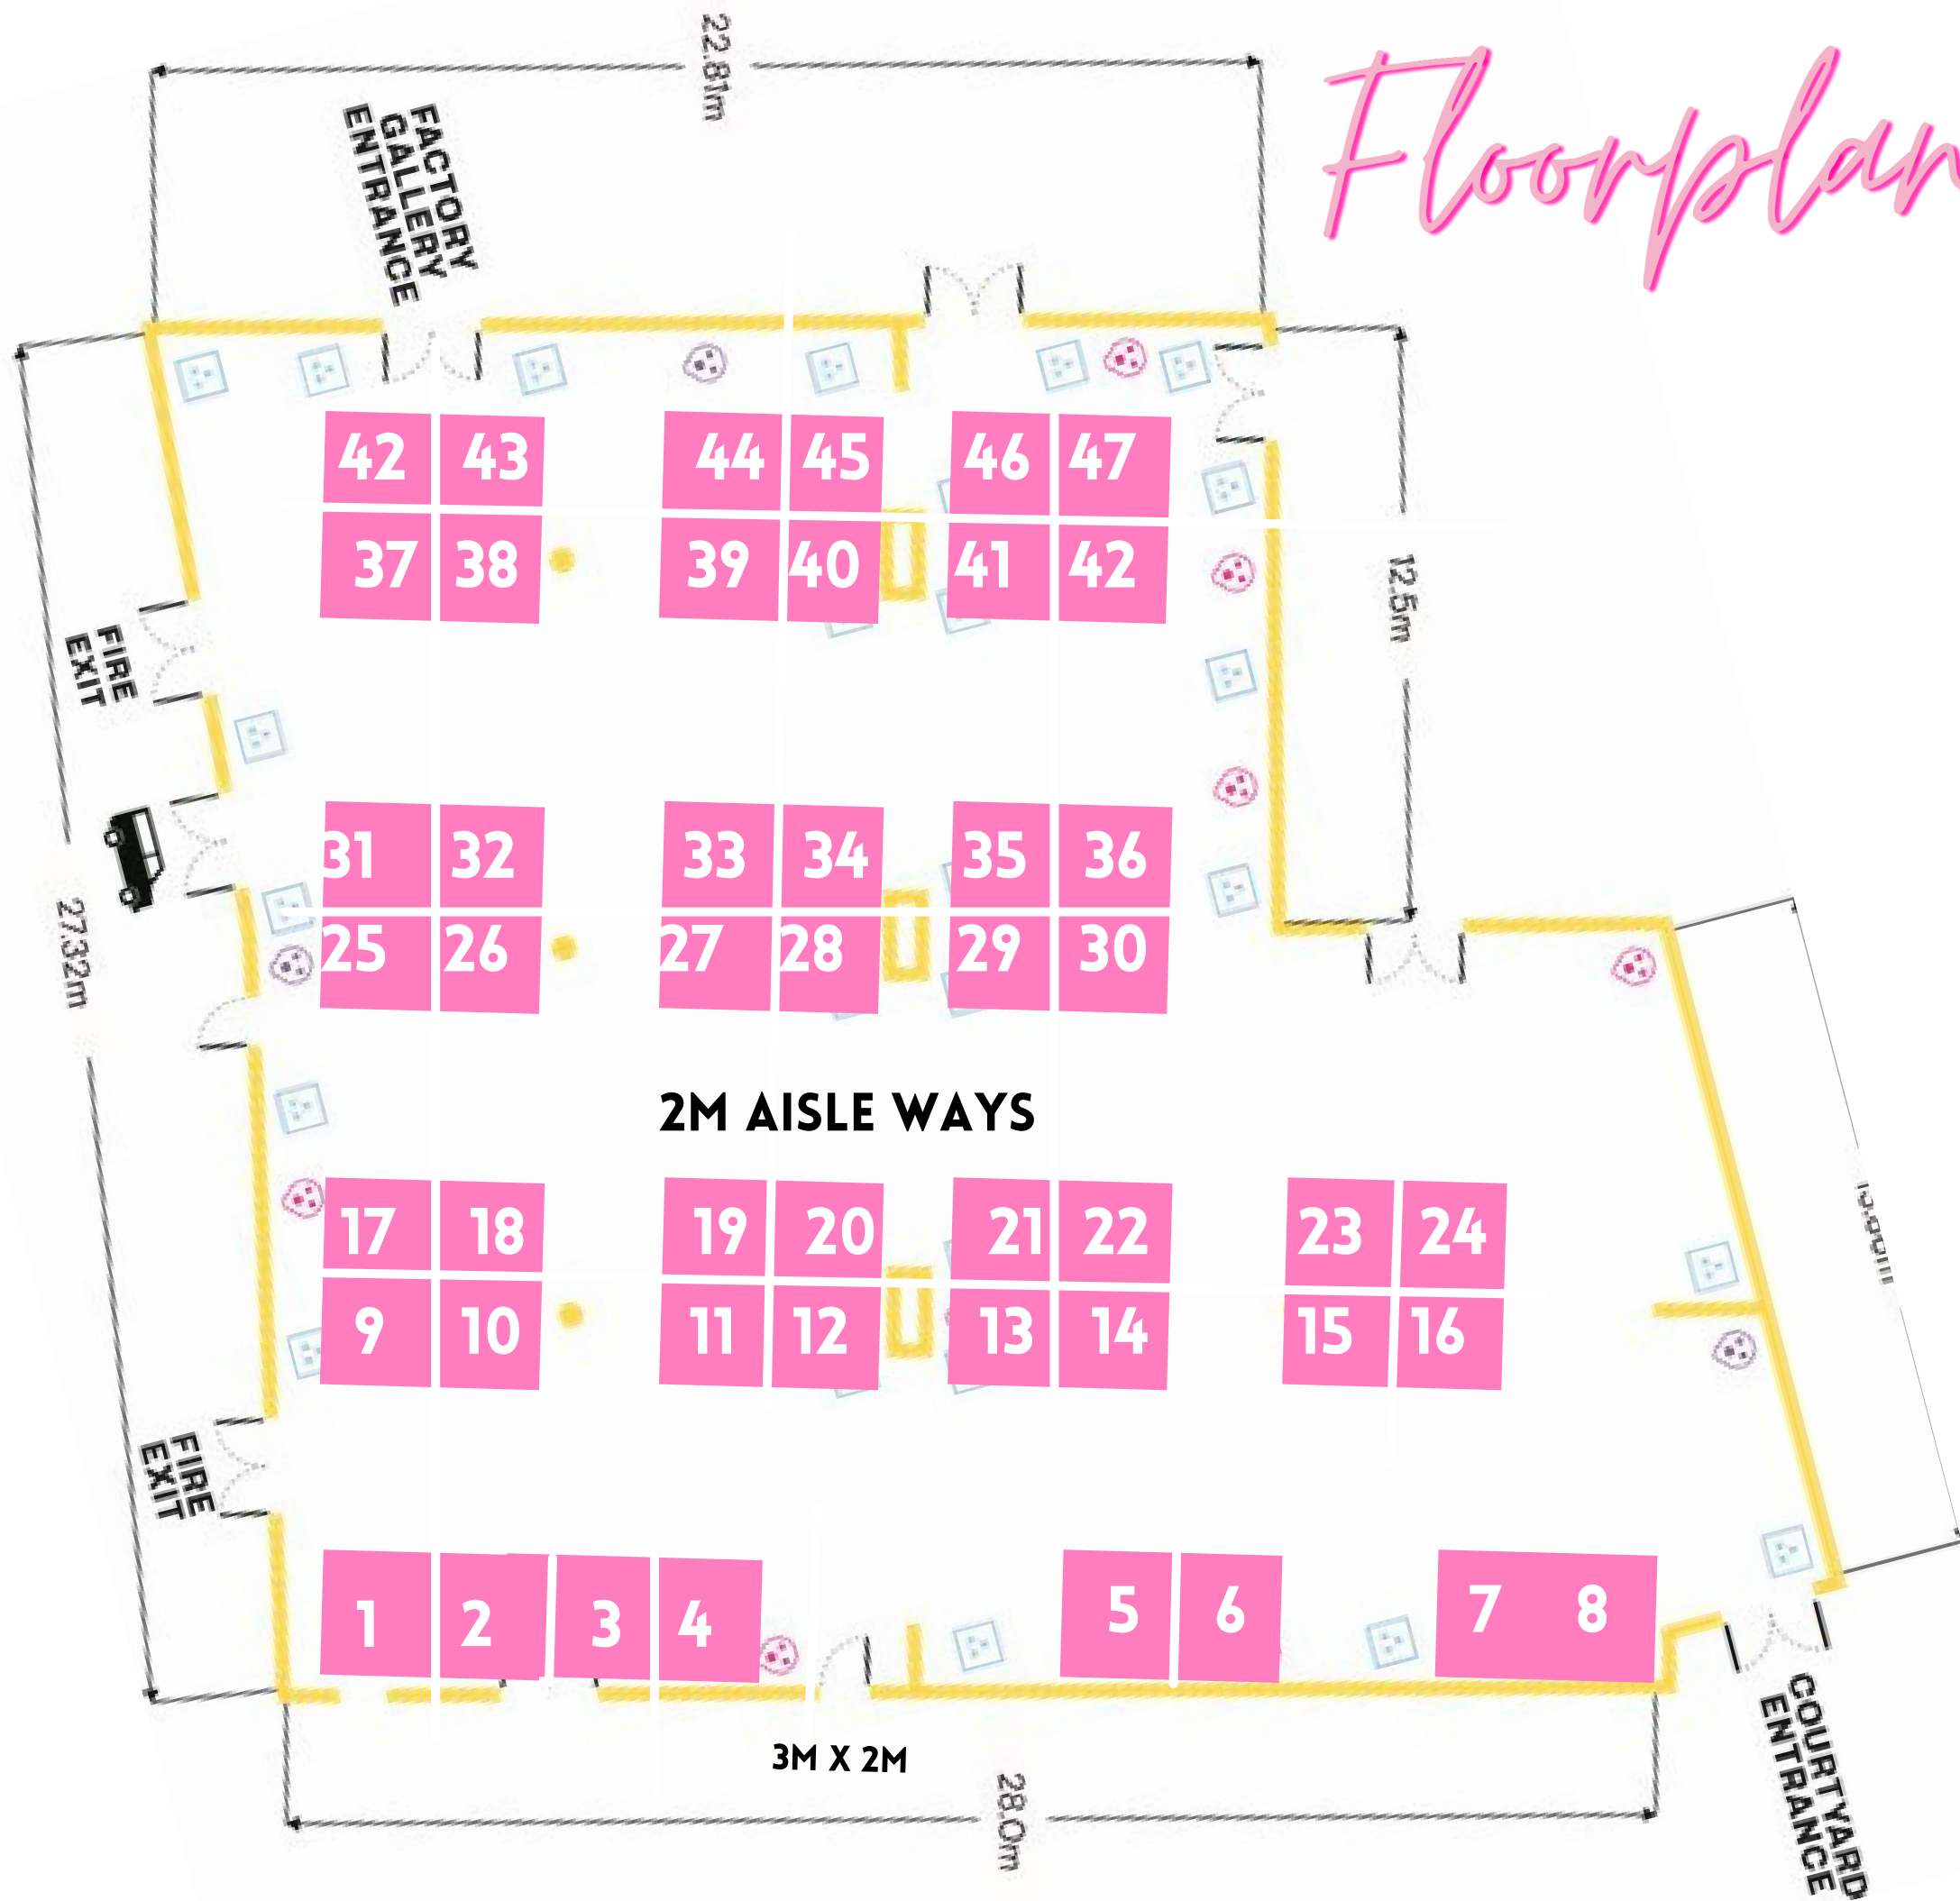 22.81m
Floorplan
FACTORY
GALLERY
ENTRANCE
42 43 44 45 46 47
37 38 39 40 41 42
12.5m
FIRE
EXIT
31 32 33 34 35 36
25 26 27 28 29 30
27.32m
2M AISLE WAYS
17 18 19 20 21 22 23 24
9 10 11 12 13 14 15 16
FIRE
EXIT
1 2 3 4 5 6 7 8
3M X 2M
28.0m
COURTYARD
ENTRANCE